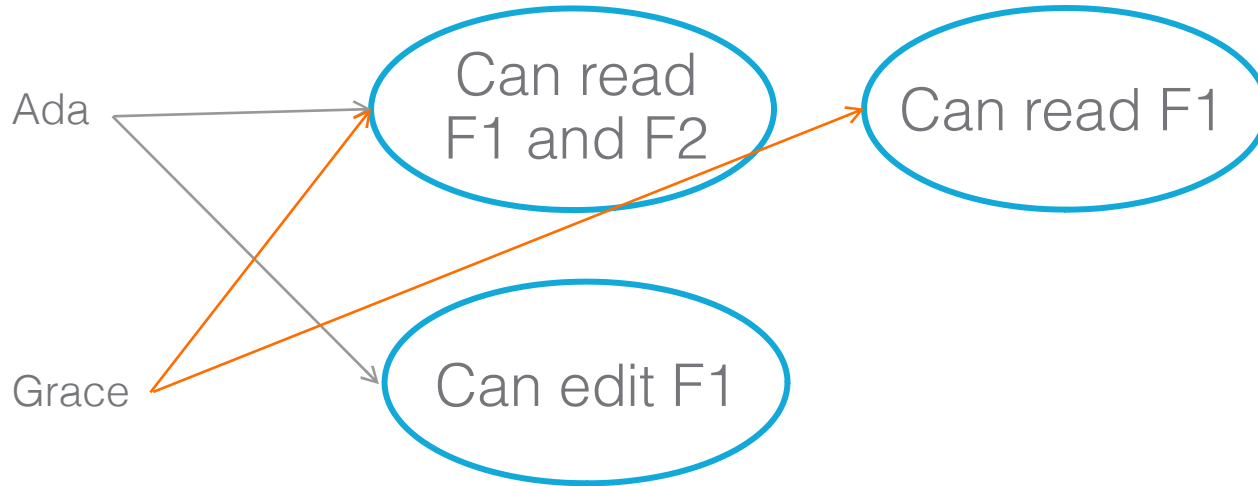 Ada
Can read
F1 and F2
Can read F1
Grace
Can edit F1